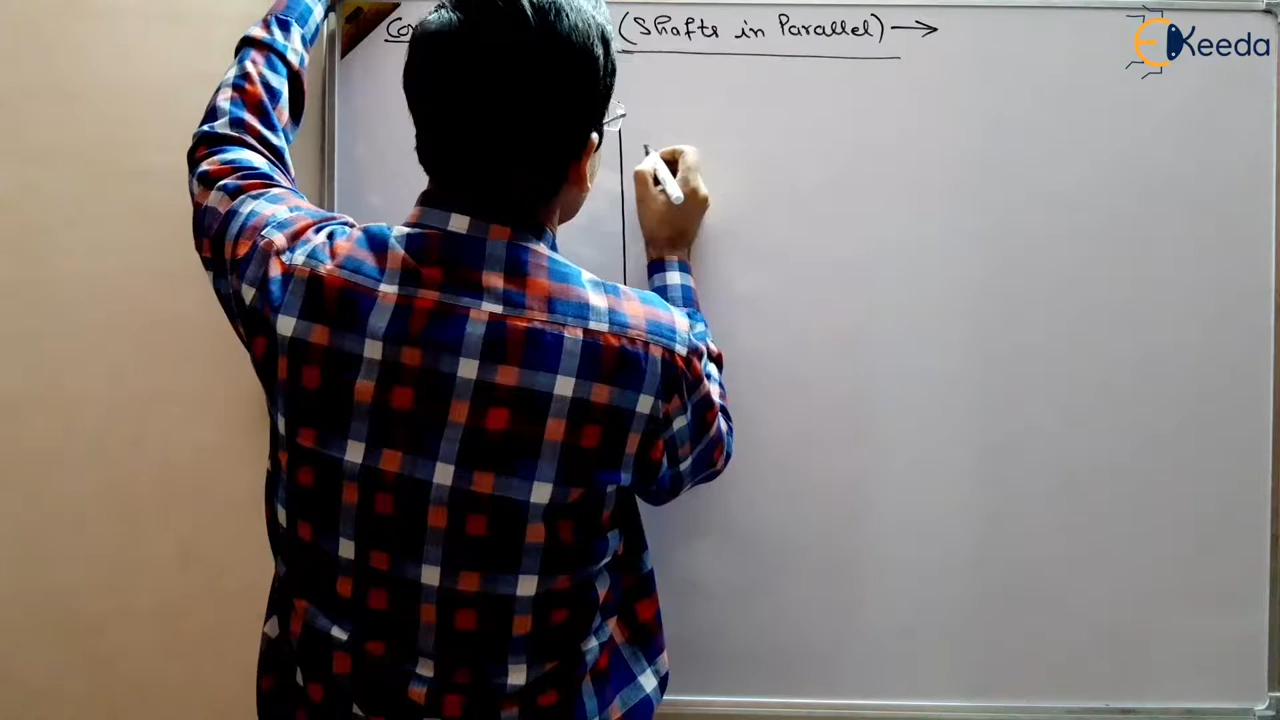 (Shafts in Parallel) →
EKeeda